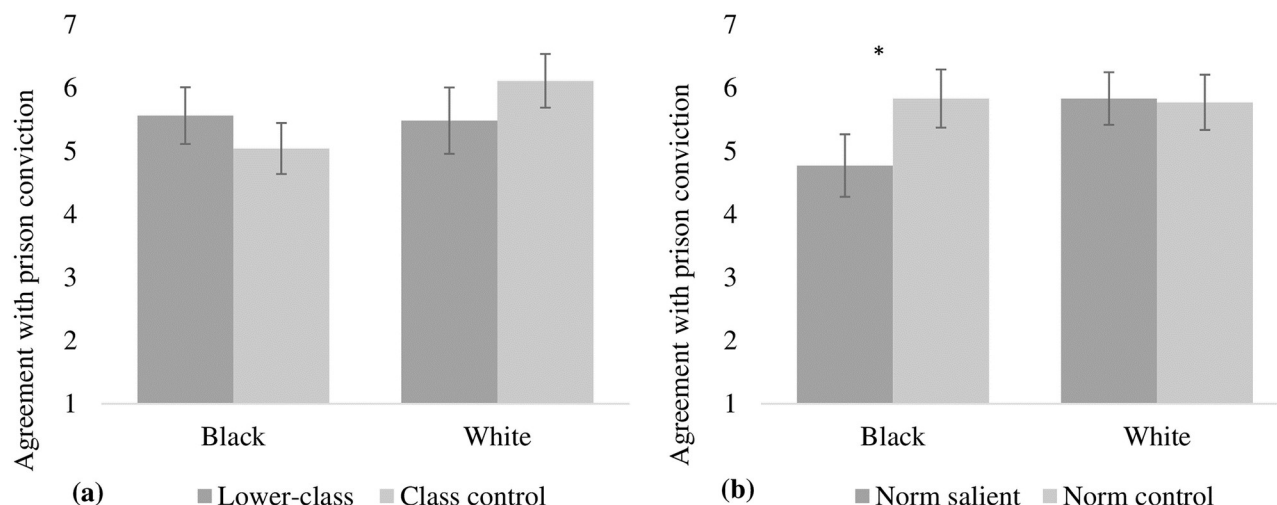 Agreement with prison conviction
7
6
5
4
3
2
1
Black White
(a) Lower-class Class control
Agreement with prison conviction
7
6
5
4
3
2
1
*
Black White
(b) Norm salient Norm control